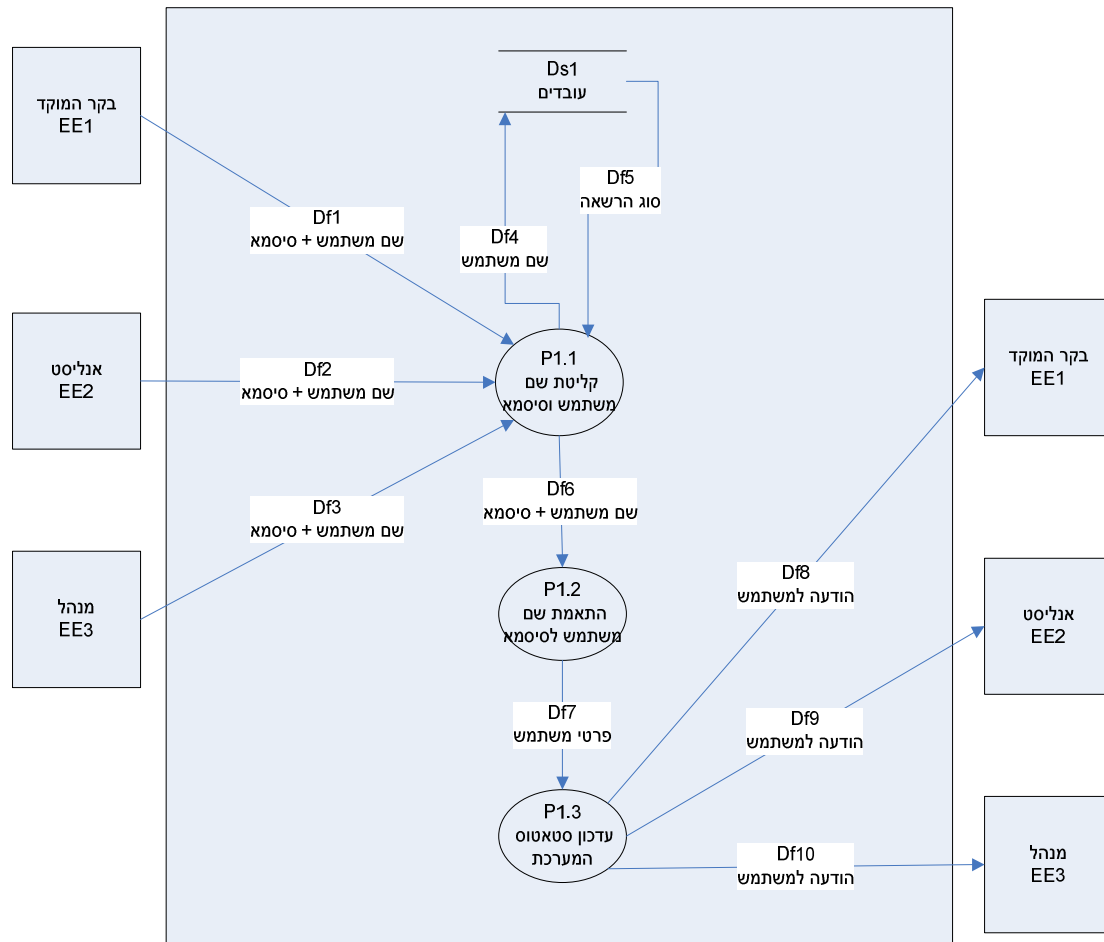 Ds1
עובדים
בקר המוקד
EE1
Df5
סוג הרשאה
Df1
שם משתמש + סיסמא
Df4
שם משתמש
אנליסט
EE2
Df2
שם משתמש + סיסמא
P1.1
קליטת שם
משתמש וסיסמא
בקר המוקד
EE1
Df3
שם משתמש + סיסמא
Df6
שם משתמש + סיסמא
מנהל
EE3
P1.2
התאמת שם
משתמש לסיסמא
Df8
הודעה למשתמש
אנליסט
EE2
Df7
פרטי משתמש
Df9
הודעה למשתמש
P1.3
עדכון סטאטוס
המערכת
Df10
הודעה למשתמש
מנהל
EE3